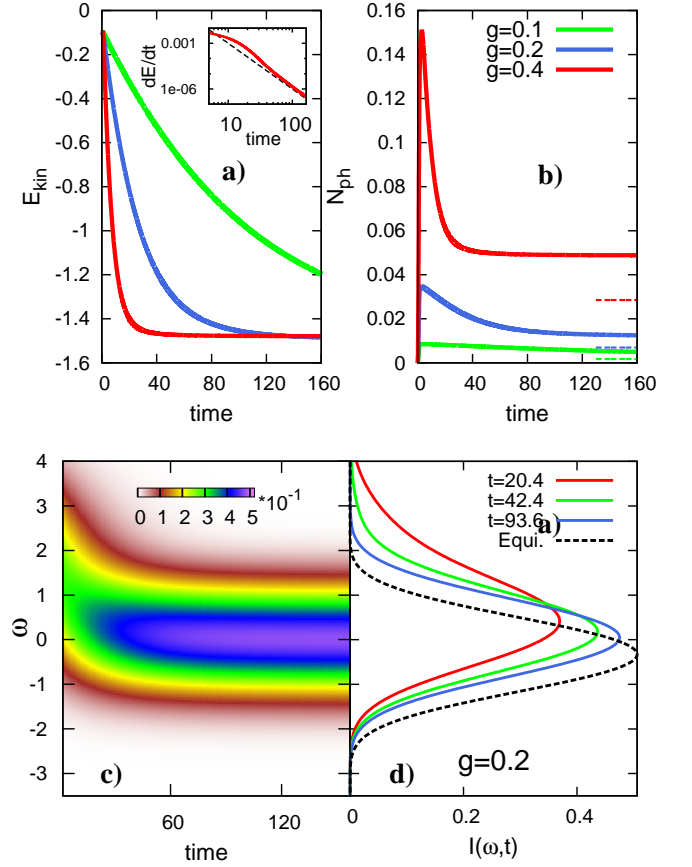 0
-0.2
-0.4
-0.6
-0.8
-1
-1.2
-1.4
-1.6
E_kin
0 40 80 120 160
time
0.001
1e-06
dE/dt
10 100
time
a)
0.16
0.14
0.12
0.1
0.08
0.06
0.04
0.02
0
N_ph
0 40 80 120 160
time
g=0.1
g=0.2
g=0.4
b)
4
3
2
1
0
-1
-2
-3
ω
60 120
time
0 1 2 3 4 5 *10^-1
c)
t=20.4
t=42.4
t=93.6
Equi.
a)
d)
g=0.2
0 0.2 0.4
I(ω,t)